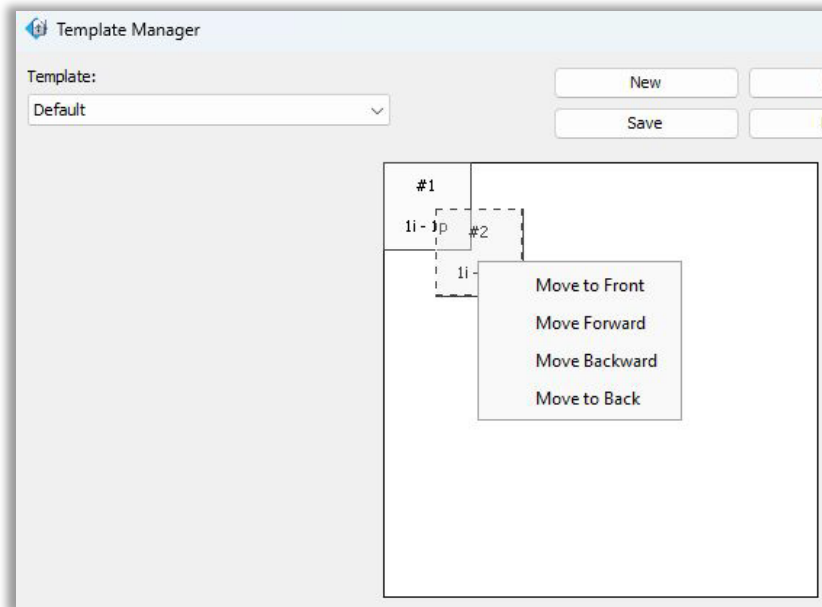 Template Manager
Template:
New
Default
Save
#1
1i - 1p
#2
1i -
Move to Front
Move Forward
Move Backward
Move to Back